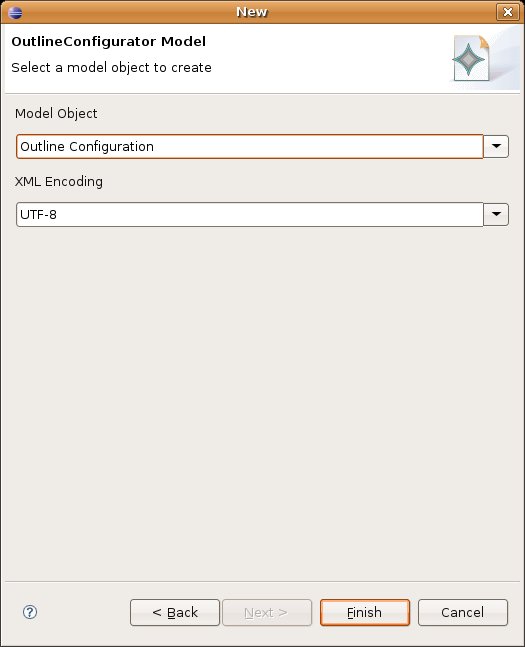 New
OutlineConfigurator Model
Select a model object to create
Model Object
Outline Configuration
XML Encoding
UTF-8
?
< Back
Next >
Finish
Cancel